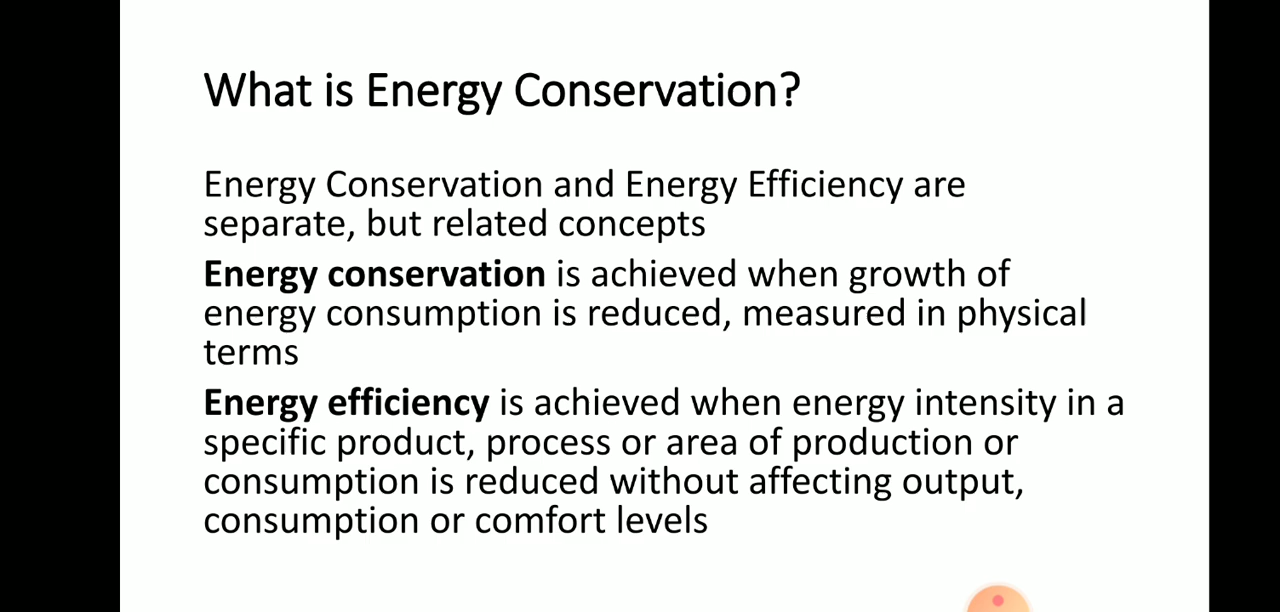 What is Energy Conservation?
Energy Conservation and Energy Efficiency are
separate, but related concepts
Energy conservation is achieved when growth of
energy consumption is reduced, measured in physical
terms
Energy efficiency is achieved when energy intensity in a
specific product, process or area of production or
consumption is reduced without affecting output,
consumption or comfort levels